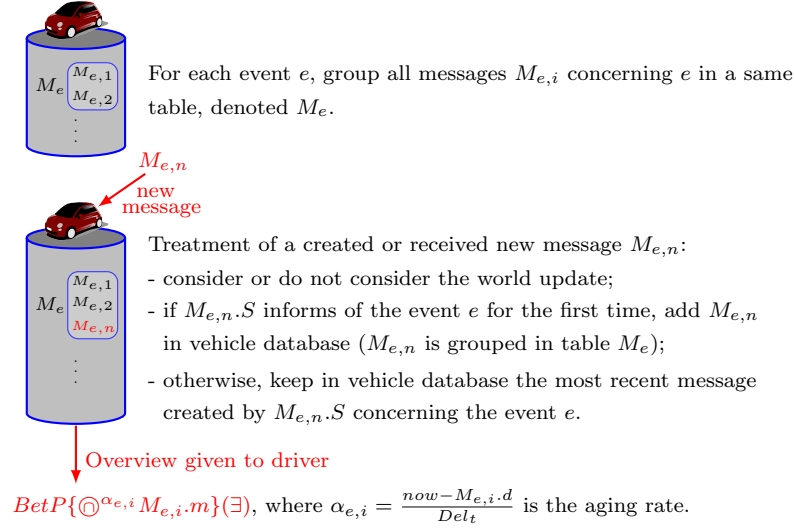 M_e M_{e,1}
M_{e,2}
.
.
.
For each event e, group all messages M_{e,i} concerning e in a same
table, denoted M_e.
M_{e,n}
new
message
M_e M_{e,1}
M_{e,2}
M_{e,n}
.
.
.
Treatment of a created or received new message M_{e,n}:
- consider or do not consider the world update;
- if M_{e,n}.S informs of the event e for the first time, add M_{e,n}
in vehicle database (M_{e,n} is grouped in table M_e);
- otherwise, keep in vehicle database the most recent message
created by M_{e,n}.S concerning the event e.
Overview given to driver
BetP{⋒^{α_{e,i}} M_{e,i}.m}(∃), where α_{e,i} = \frac{now−M_{e,i}.d}{Del_t} is the aging rate.